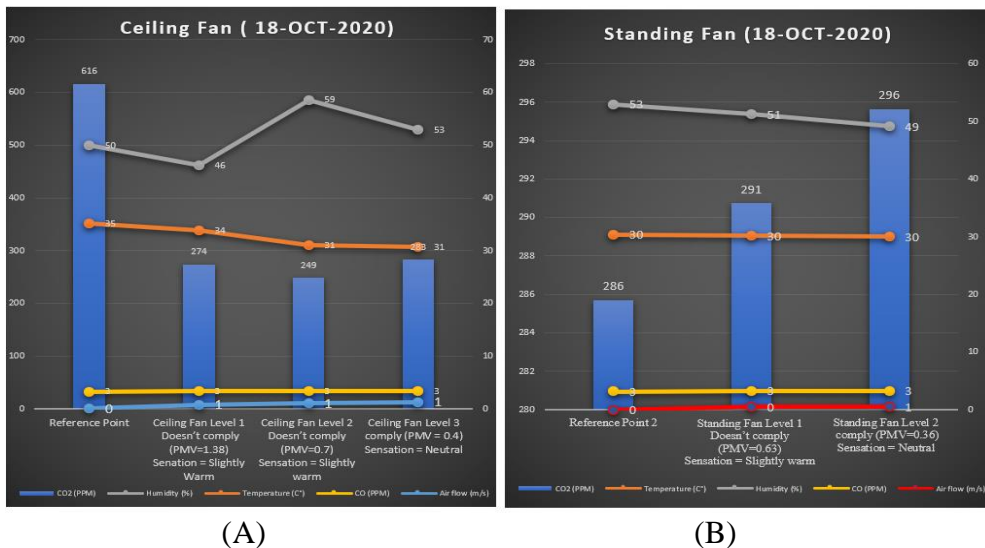 Ceiling Fan ( 18-OCT-2020)
700
600
500
400
300
200
100
0
70
60
50
40
30
20
10
0
616
274
249
283
50
46
59
53
35
34
31
31
3
3
3
3
0
1
1
1
Reference Point
Ceiling Fan Level 1
Doesn't comply
(PMV=1.38)
Senation = Slightly
Warm
Ceiling Fan Level 2
Doesn't comply
(PMV=0.7)
Sensation = Slightly
warm
Ceiling Fan Level 3
comply (PMV = 0.4)
Sensation = Neutral
CO2 (PPM)
Humidity (%)
Temperature (C°)
CO (PPM)
Air flow (m/s)
(A)
Standing Fan (18-OCT-2020)
298
296
294
292
290
288
286
284
282
280
60
50
40
30
20
10
0
286
291
296
53
51
49
30
30
30
3
3
3
0
0
1
Reference Point 2
Standing Fan Level 1
Doesn't comply
(PMV=0.63)
Sensation = Slightly warm
Standing Fan Level 2
comply (PMV=0.36)
Sensation = Neutral
CO2 (PPM)
Temperature (C°)
Humidity (%)
CO (PPM)
Air flow (m/s)
(B)